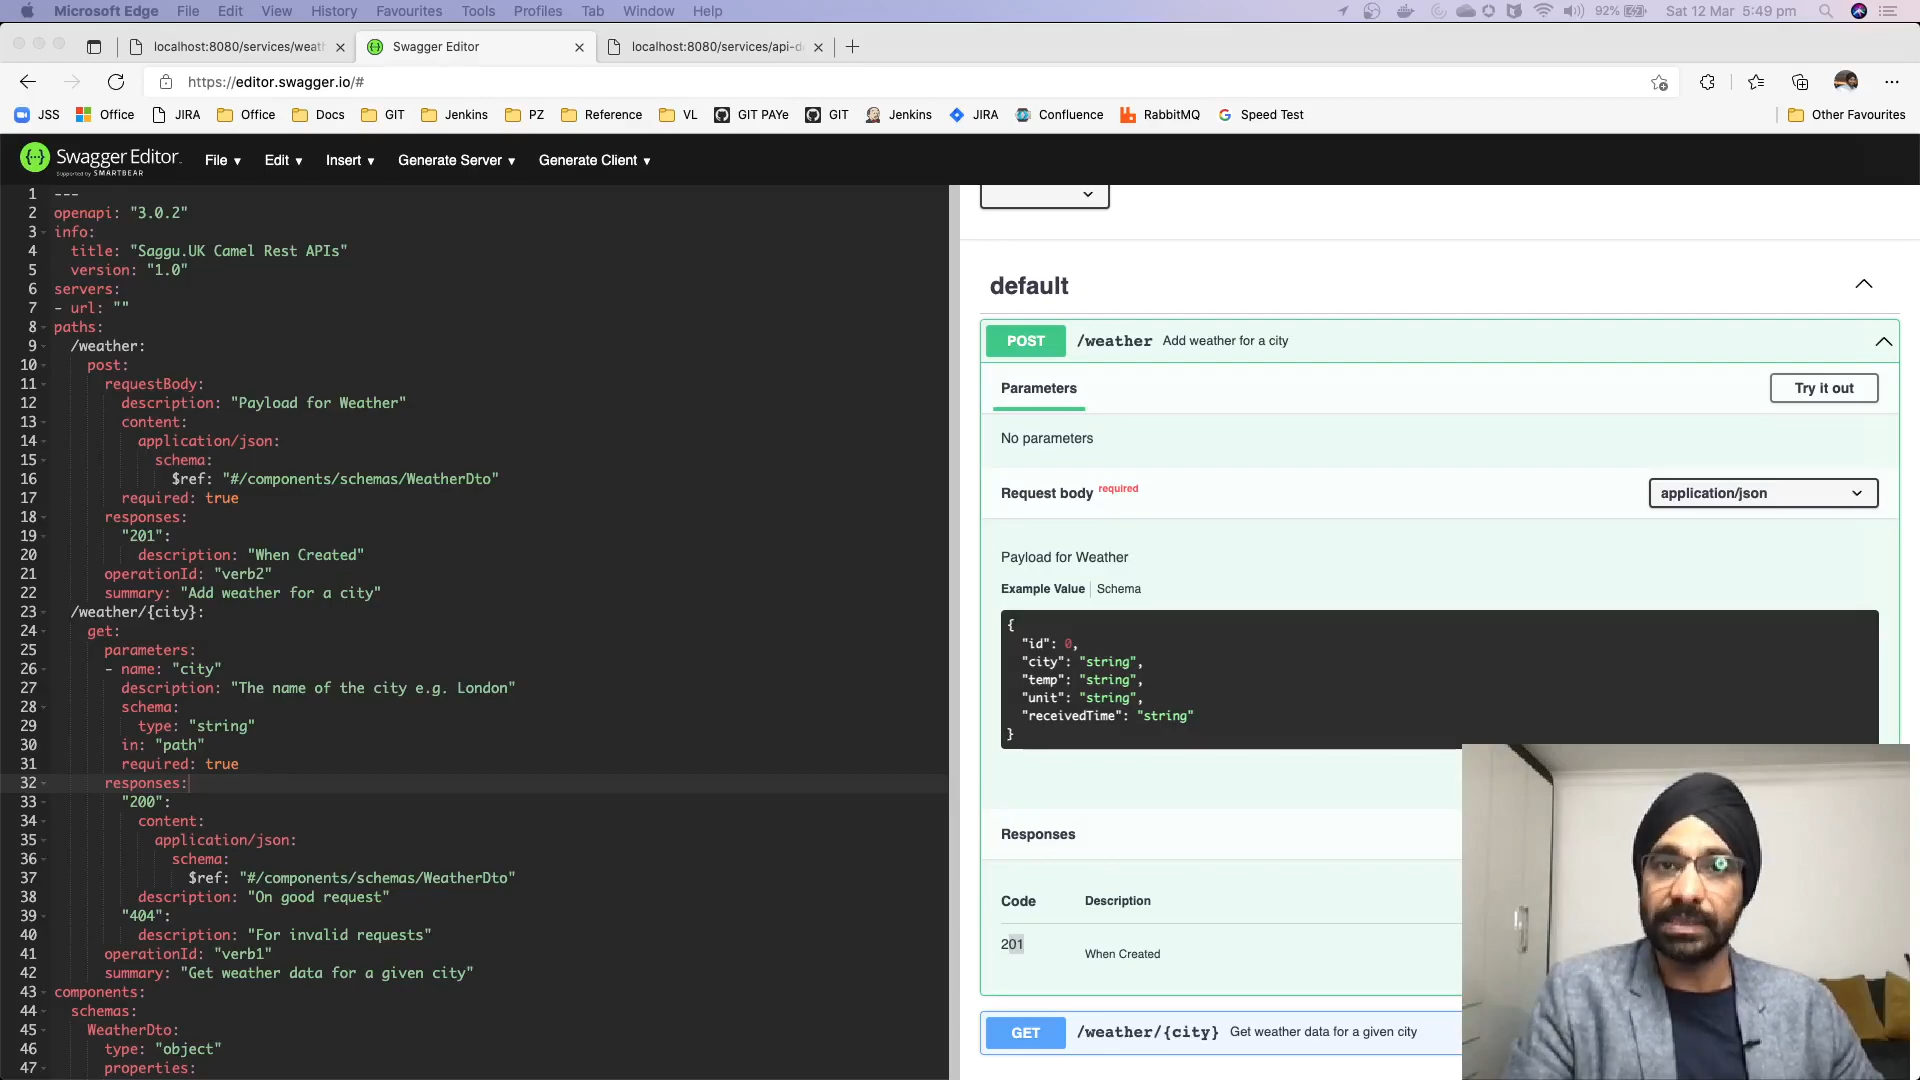 Microsoft Edge File Edit View History Favourites Tools Profiles Tab Window Help 92% Sat 12 Mar 5:49 pm
localhost:8080/services/weath Swagger Editor localhost:8080/services/api-d
https://editor.swagger.io/#
JSS Office JIRA Office Docs GIT Jenkins PZ Reference VL GIT PAYe GIT Jenkins JIRA Confluence RabbitMQ Speed Test Other Favourites
Swagger Editor File Edit Insert Generate Server Generate Client
Supported by SMARTBEAR
1 ---
2 openapi: "3.0.2"
3 info:
4 title: "Saggu.UK Camel Rest APIs"
5 version: "1.0"
6 servers:
7 - url: ""
8 paths:
9 /weather:
10 post:
11 requestBody:
12 description: "Payload for Weather"
13 content:
14 application/json:
15 schema:
16 $ref: "#/components/schemas/WeatherDto"
17 required: true
18 responses:
19 "201":
20 description: "When Created"
21 operationId: "verb2"
22 summary: "Add weather for a city"
23 /weather/{city}:
24 get:
25 parameters:
26 - name: "city"
27 description: "The name of the city e.g. London"
28 schema:
29 type: "string"
30 in: "path"
31 required: true
32 responses:
33 "200":
34 content:
35 application/json:
36 schema:
37 $ref: "#/components/schemas/WeatherDto"
38 description: "On good request"
39 "404":
40 description: "For invalid requests"
41 operationId: "verb1"
42 summary: "Get weather data for a given city"
43 components:
44 schemas:
45 WeatherDto:
46 type: "object"
47 properties:
default
POST /weather Add weather for a city
Parameters Try it out
No parameters
Request body required application/json
Payload for Weather
Example Value Schema
{
"id": 0,
"city": "string",
"temp": "string",
"unit": "string",
"receivedTime": "string"
}
Responses
Code Description
201 When Created
GET /weather/{city} Get weather data for a given city